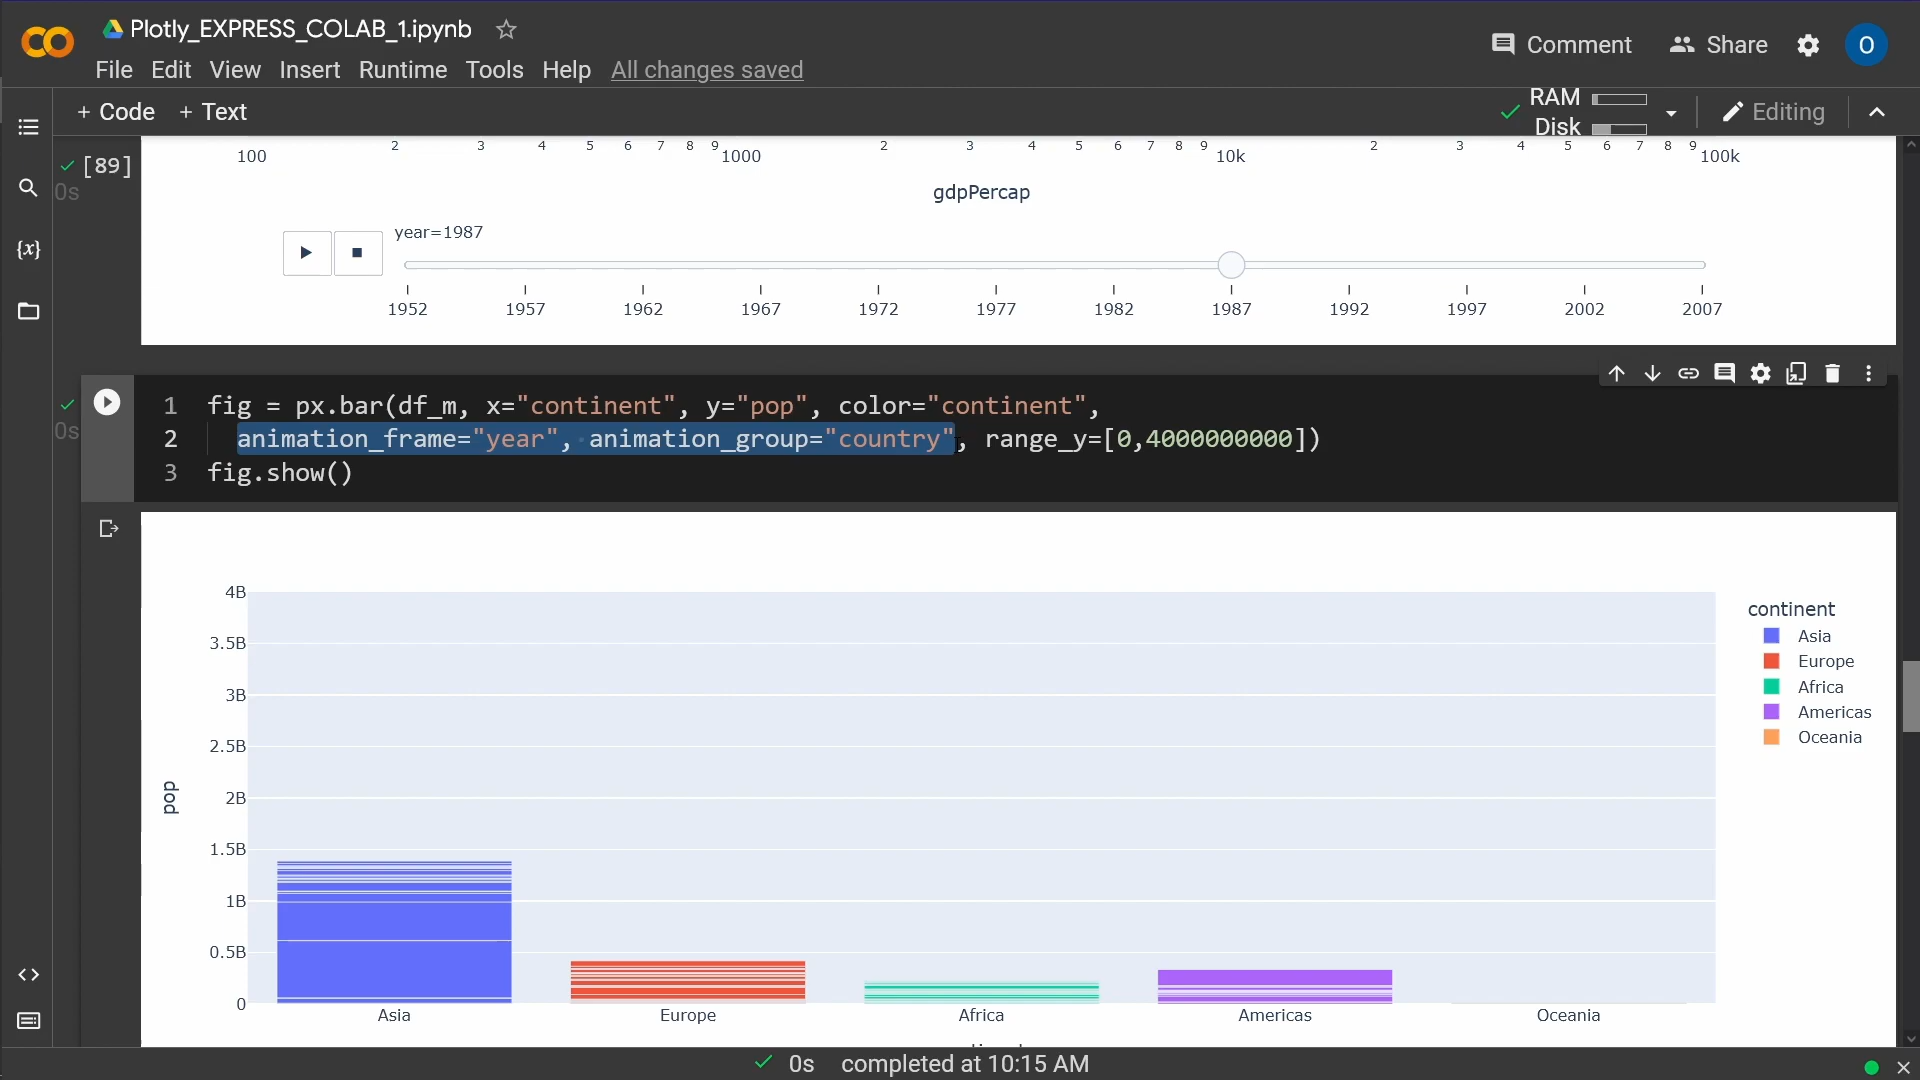 Plotly_EXPRESS_COLAB_1.ipynb
Comment Share O
File Edit View Insert Runtime Tools Help All changes saved
+ Code + Text
RAM
Disk
Editing
[89]
0s
100 2 3 4 5 6 7 8 9 1000 2 3 4 5 6 7 8 9 10k 2 3 4 5 6 7 8 9 100k
gdpPercap
year=1987
1952 1957 1962 1967 1972 1977 1982 1987 1992 1997 2002 2007
{x}
0s
1 fig = px.bar(df_m, x="continent", y="pop", color="continent",
2 animation_frame="year", animation_group="country", range_y=[0,4000000000])
3 fig.show()
4B
3.5B
3B
2.5B
2B
1.5B
1B
0.5B
0
pop
Asia Europe Africa Americas Oceania
continent
Asia
Europe
Africa
Americas
Oceania
0s completed at 10:15 AM